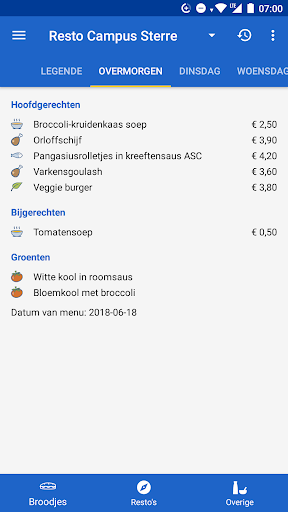 LTE 07:00
Resto Campus Sterre
LEGENDE OVERMORGEN DINSDAG WOENSDAG
Hoofdgerechten
Broccoli-kruidenkaas soep € 2,50
Orloffschijf € 3,90
Pangasiusrolletjes in kreeftensaus ASC € 4,20
Varkensgoulash € 3,60
Veggie burger € 3,80
Bijgerechten
Tomatensoep € 0,50
Groenten
Witte kool in roomsaus
Bloemkool met broccoli
Datum van menu: 2018-06-18
Broodjes Resto's Overige